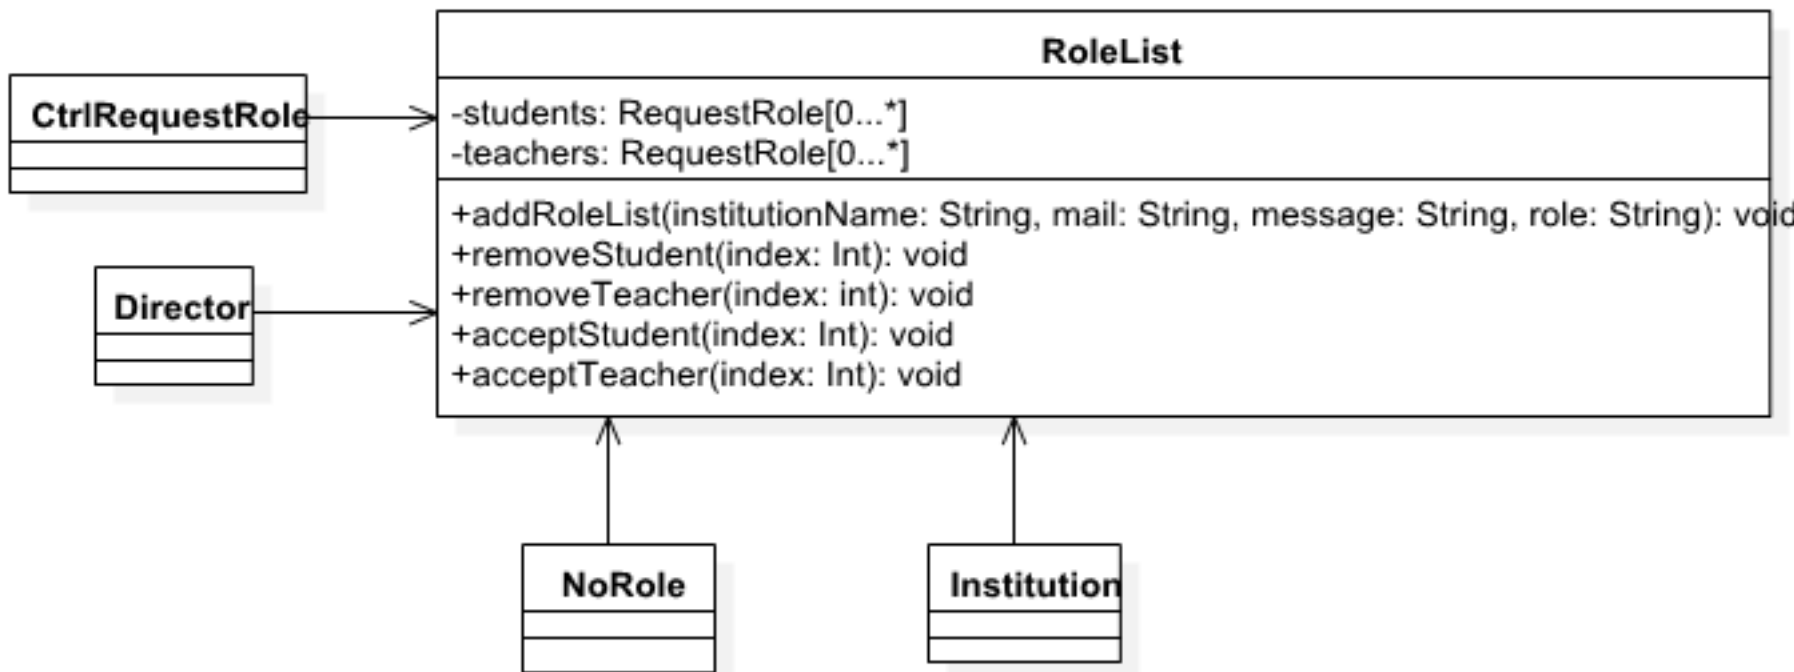 RoleList
CtrlRequestRole
-students: RequestRole[0...*]
-teachers: RequestRole[0...*]
+addRoleList(institutionName: String, mail: String, message: String, role: String): void
+removeStudent(index: Int): void
Director
+removeTeacher(index: int): void
+acceptStudent(index: Int): void
+acceptTeacher(index: Int): void
NoRole
Institution